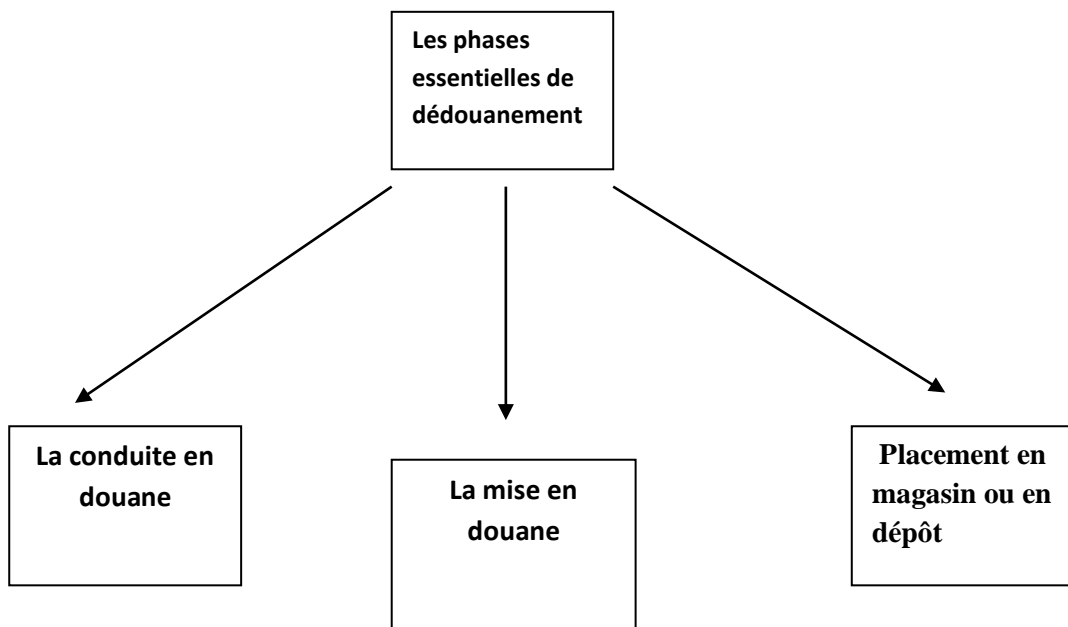 Les phases
essentielles de
dédouanement
La conduite en
douane
La mise en
douane
Placement en
magasin ou en
dépôt